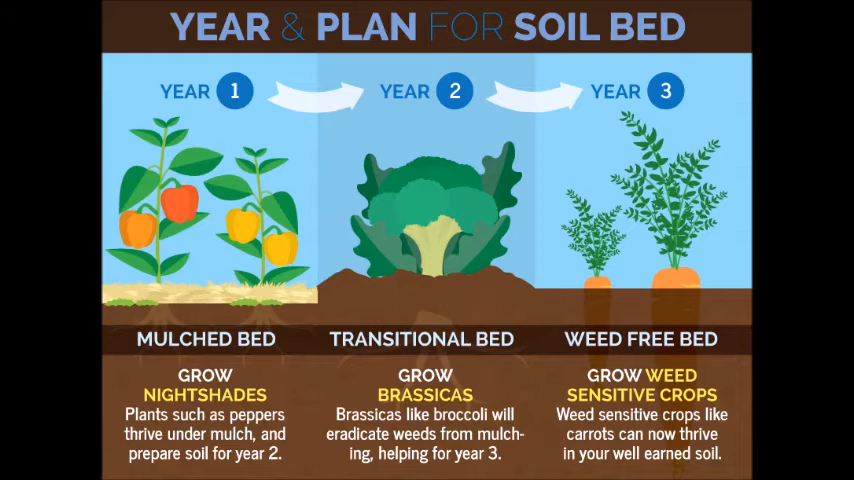 YEAR & PLAN FOR SOIL BED
YEAR 1
YEAR 2
YEAR 3
MULCHED BED
GROW
NIGHTSHADES
Plants such as peppers
thrive under mulch, and
prepare soil for year 2.
TRANSITIONAL BED
GROW
BRASSICAS
Brassicas like broccoli will
eradicate weeds from mulch-
ing, helping for year 3.
WEED FREE BED
GROW WEED
SENSITIVE CROPS
Weed sensitive crops like
carrots can now thrive
in your well earned soil.